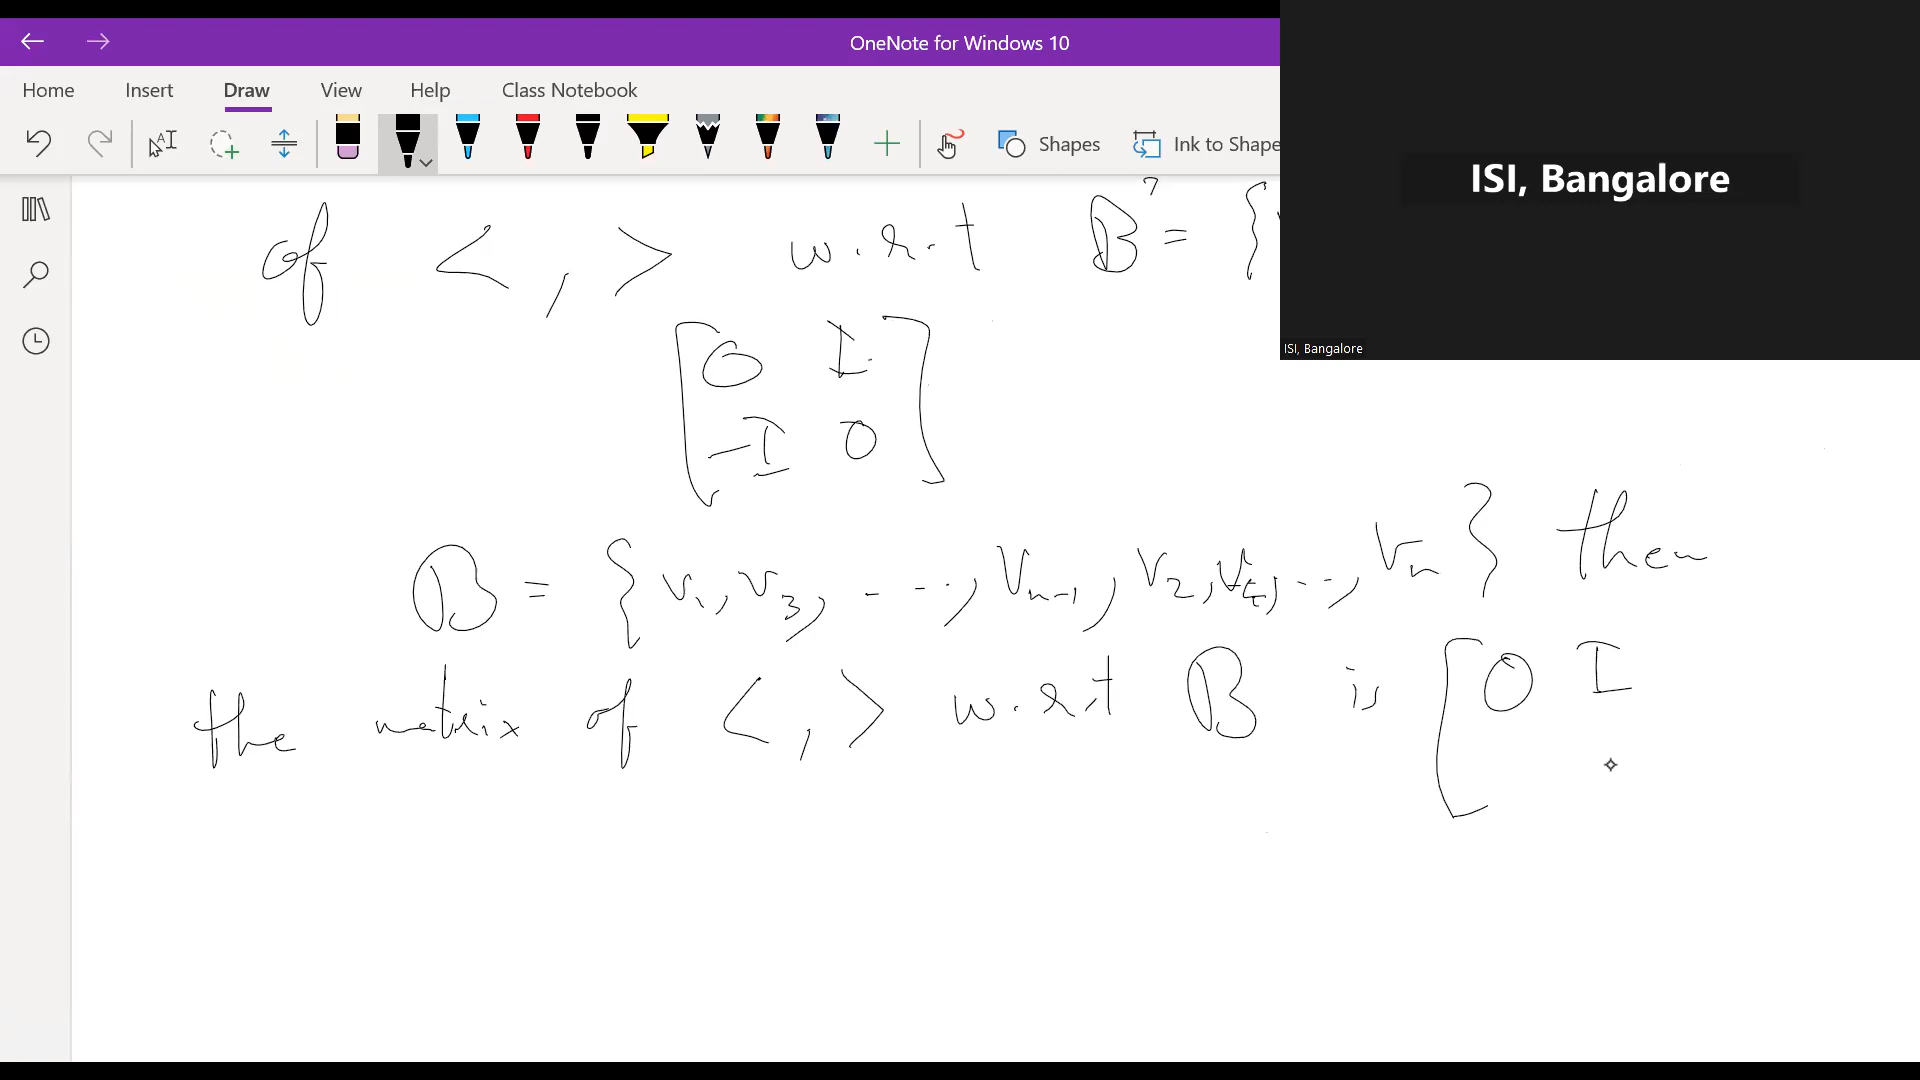 OneNote for Windows 10
Home Insert Draw View Help Class Notebook
Shapes Ink to Shape
ISI, Bangalore
ISI, Bangalore
of < , > w.r.t B' = {
[ 0 I
-I 0 ]
B = { v1, v3, - - .., Vn-1, V2, V4, - .., Vn } then
the matrix of < , > w.r.t B is [ 0 I